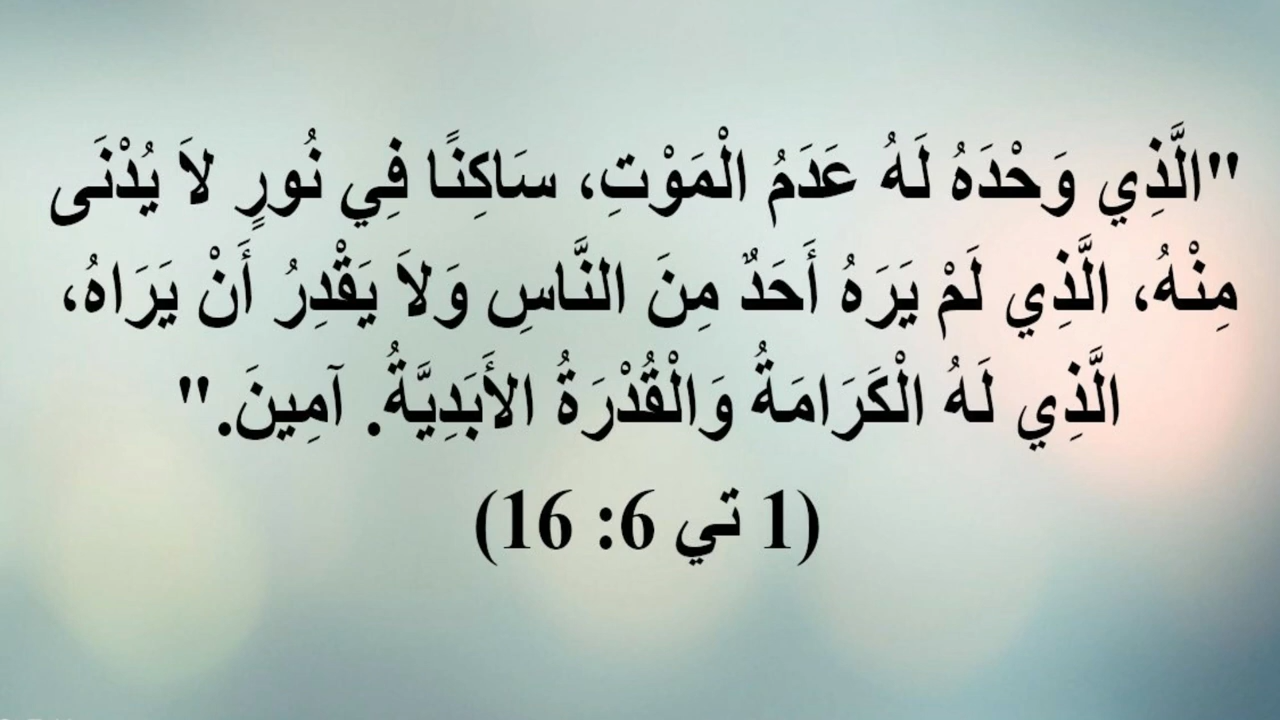 "الَّذِي وَحْدَهُ لَهُ عَدَمُ الْمَوْتِ، سَاكِنًا فِي نُورٍ لاَ يُدْنَى
مِنْهُ، الَّذِي لَمْ يَرَهُ أَحَدٌ مِنَ النَّاسِ وَلاَ يَقْدِرُ أَنْ يَرَاهُ،
الَّذِي لَهُ الْكَرَامَةُ وَالْقُدْرَةُ الأَبَدِيَّةُ. آمِينَ."
(1 تي 6: 16)